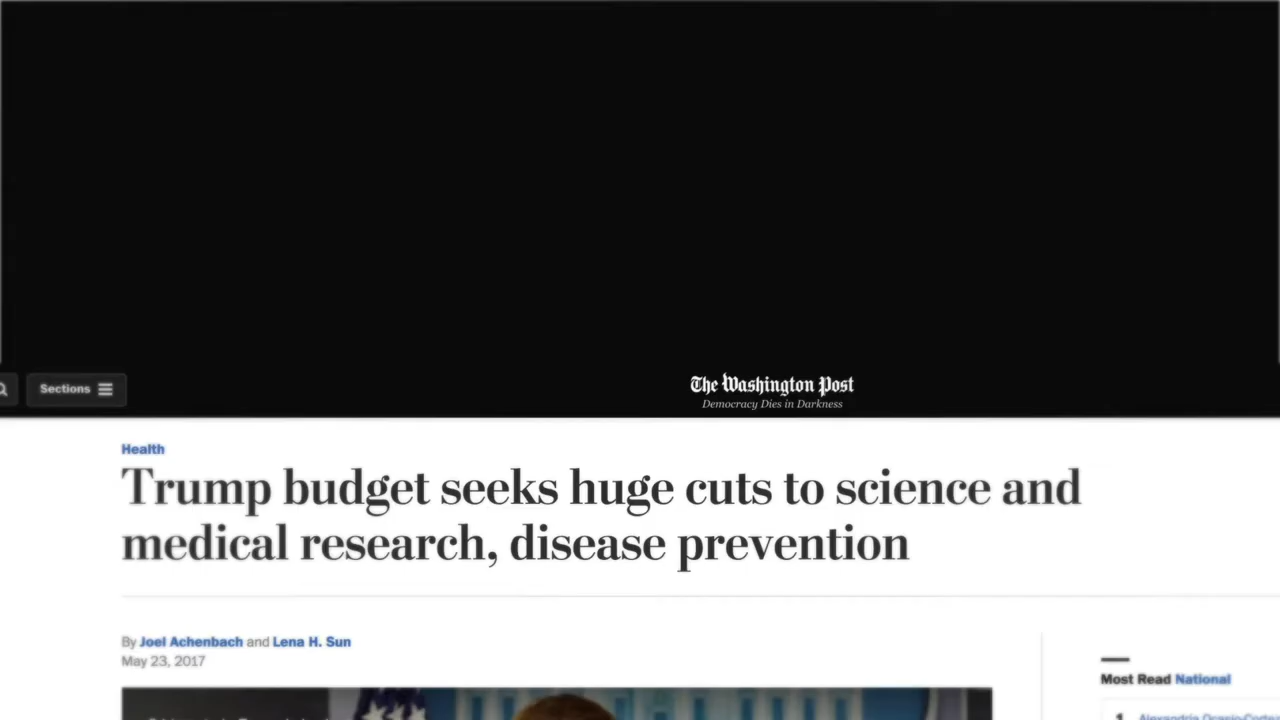 Sections
The Washington Post
Democracy Dies in Darkness
Health
Trump budget seeks huge cuts to science and
medical research, disease prevention
By Joel Achenbach and Lena H. Sun
May 23, 2017
Most Read National
1